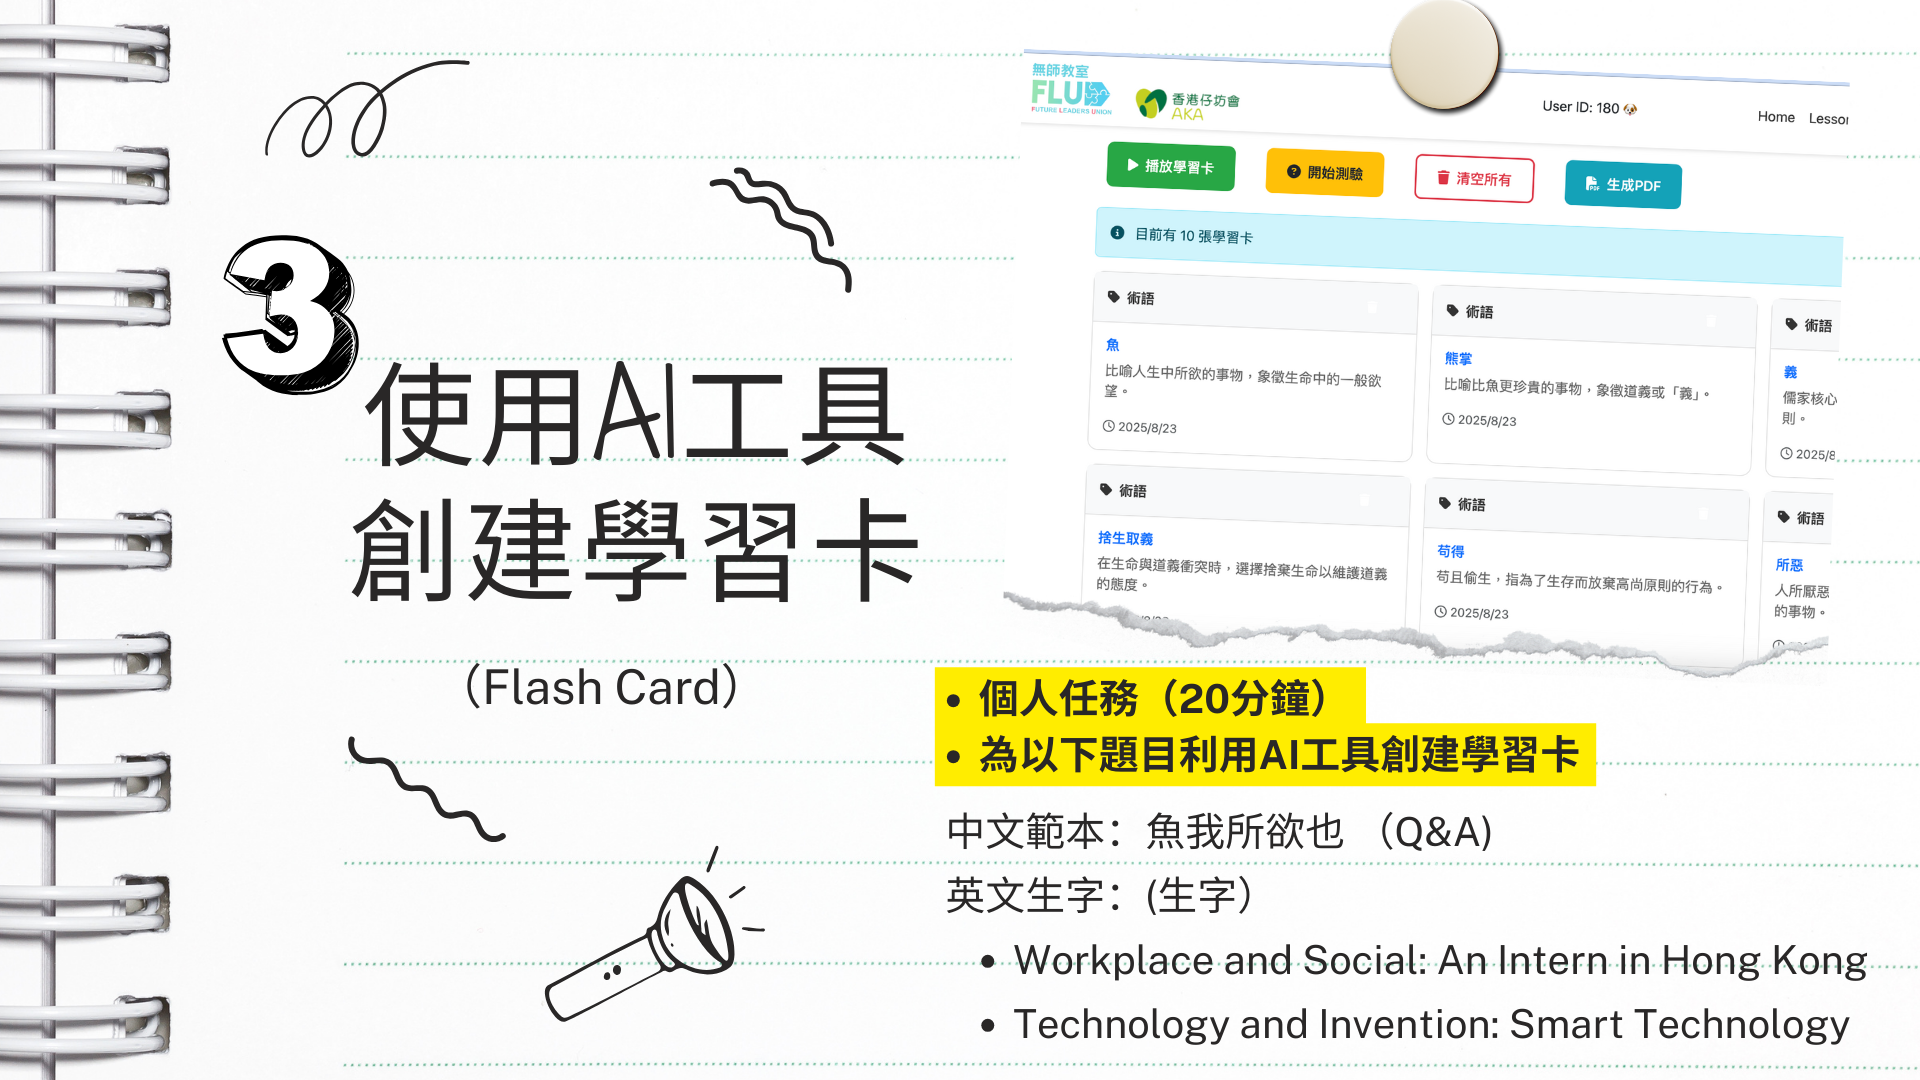 3
使用AI工具
創建學習卡
（Flash Card）
無師教室
FLU
FUTURE LEADERS UNION
香港仔坊會
AKA
User ID: 180
Home Lesson
播放學習卡
開始測驗
清空所有
生成PDF
目前有 10 張學習卡
術語
魚
比喻人生中所欲的事物，象徵生命中的一般欲
望。
2025/8/23
術語
熊掌
比喻比魚更珍貴的事物，象徵道義或「義」。
2025/8/23
術語
義
儒家核心
則。
2025/8
術語
捨生取義
在生命與道義衝突時，選擇捨棄生命以維護道義
的態度。
術語
苟得
苟且偷生，指為了生存而放棄高尚原則的行為。
2025/8/23
術語
所惡
人所厭惡
的事物。
• 個人任務（20分鐘）
• 為以下題目利用AI工具創建學習卡
中文範本：魚我所欲也 （Q&A)
英文生字：(生字）
• Workplace and Social: An Intern in Hong Kong
• Technology and Invention: Smart Technology